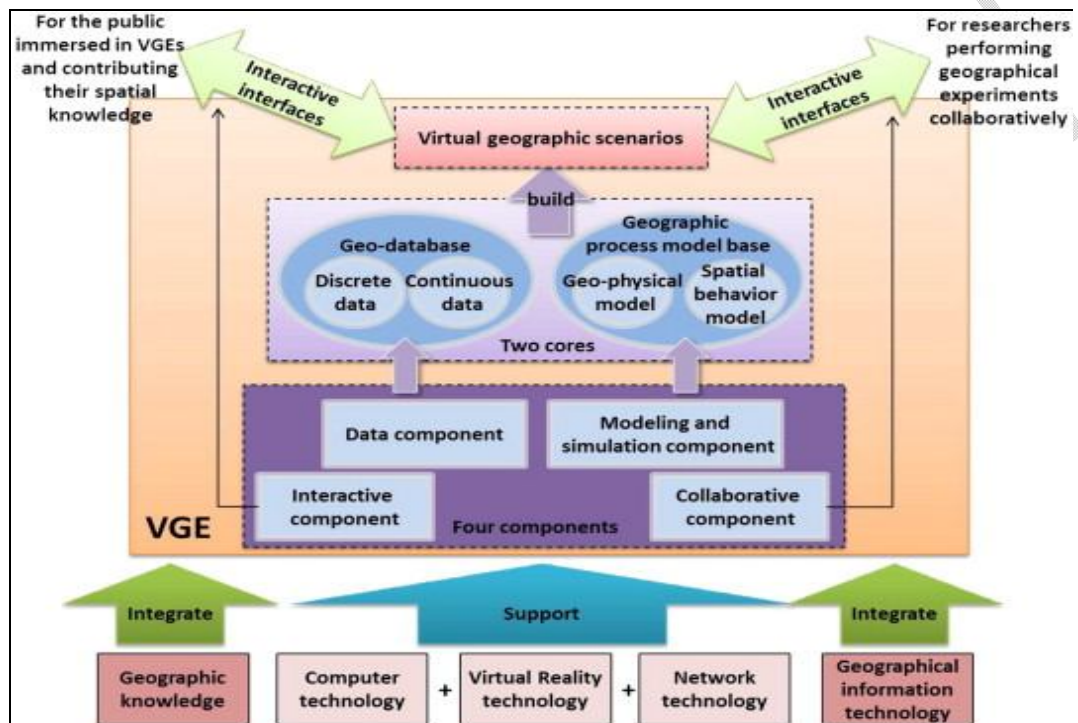 For the public
immersed in VGEs
and contributing
their spatial
knowledge
Interactive
interfaces
Virtual geographic scenarios
Interactive
interfaces
For researchers
performing
geographical
experiments
collaboratively
build
Geo-database
Discrete
data
Continuous
data
Geographic
process model base
Geo-physical
model
Spatial
behavior
model
Two cores
Data component
Modeling and
simulation component
Interactive
component
Collaborative
component
Four components
VGE
Integrate
Support
Integrate
Geographic
knowledge
Computer
technology
+
Virtual Reality
technology
+
Network
technology
Geographical
information
technology